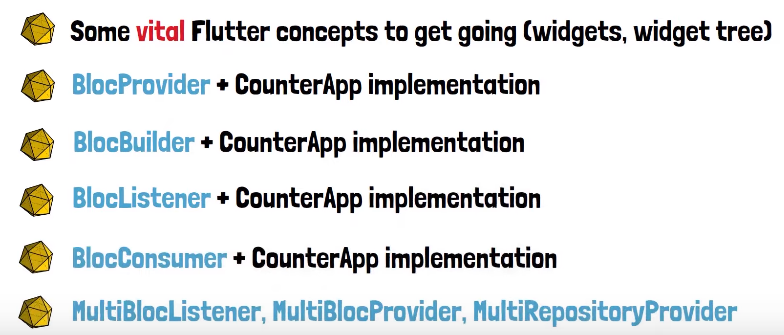 Some vital Flutter concepts to get going (widgets, widget tree)
BlocProvider + CounterApp implementation
BlocBuilder + CounterApp implementation
BlocListener + CounterApp implementation
BlocConsumer + CounterApp implementation
MultiBlocListener, MultiBlocProvider, MultiRepositoryProvider